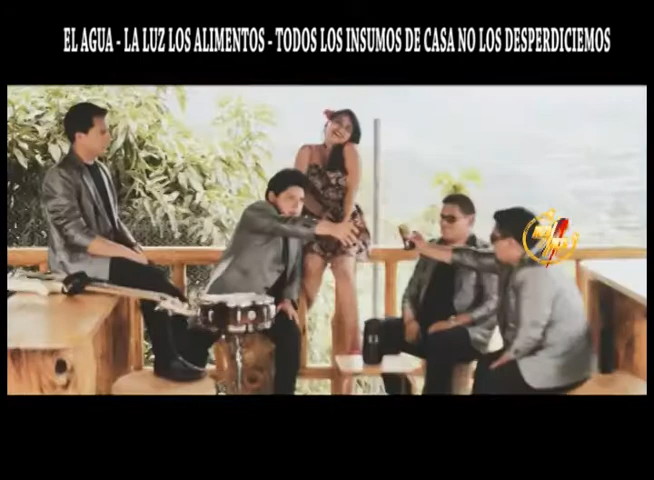 EL AGUA - LA LUZ LOS ALIMENTOS - TODOS LOS INSUMOS DE CASA NO LOS DESPERDICIEMOS